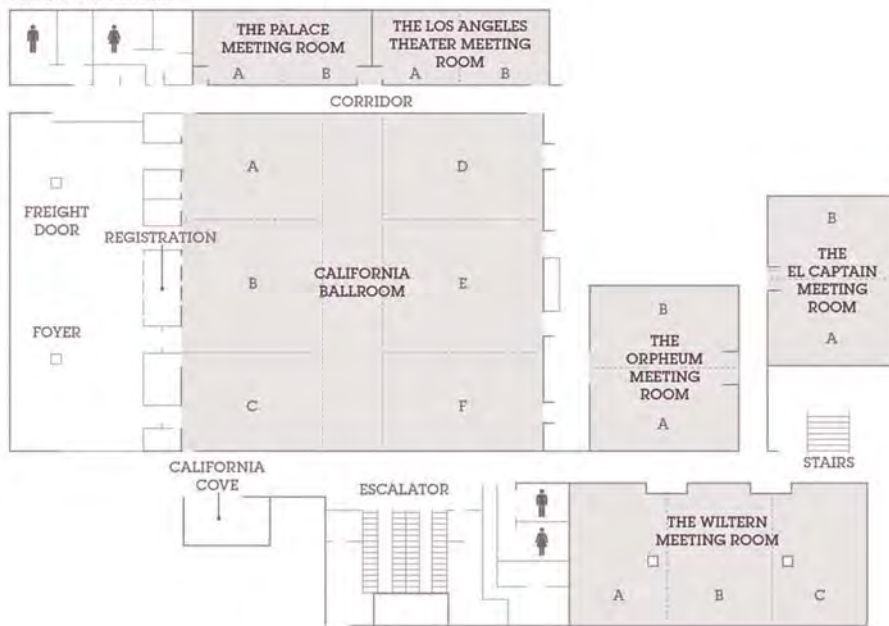 THE PALACE
MEETING ROOM
A B
THE LOS ANGELES
THEATER MEETING
ROOM
A B
CORRIDOR
A
D
FREIGHT
DOOR
REGISTRATION
B
CALIFORNIA
BALLROOM
E
FOYER
C
F
B
THE
ORPHEUM
MEETING
ROOM
A
B
THE
EL CAPTAIN
MEETING
ROOM
A
STAIRS
CALIFORNIA
COVE
ESCALATOR
THE WILTERN
MEETING ROOM
A B C